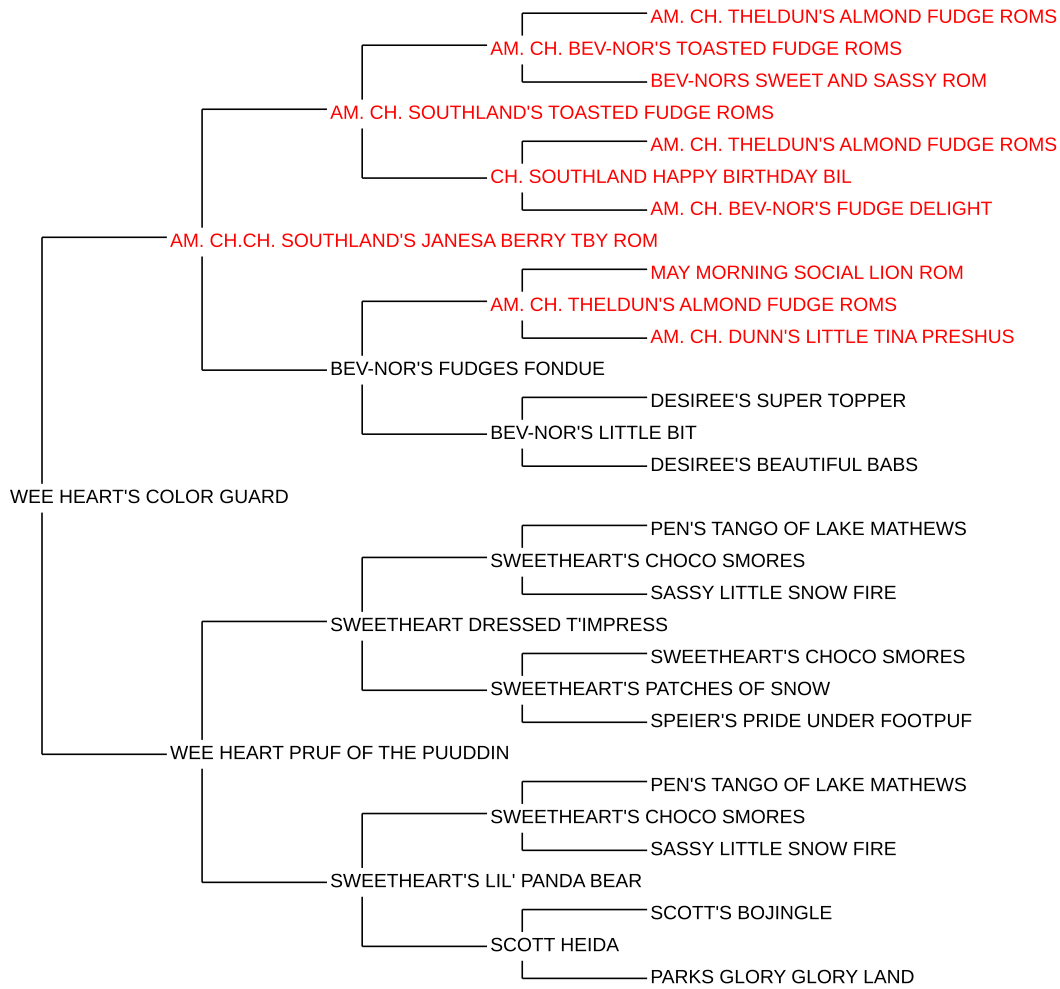 AM. CH. THELDUN'S ALMOND FUDGE ROMS
AM. CH. BEV-NOR'S TOASTED FUDGE ROMS
BEV-NORS SWEET AND SASSY ROM
AM. CH. SOUTHLAND'S TOASTED FUDGE ROMS
AM. CH. THELDUN'S ALMOND FUDGE ROMS
CH. SOUTHLAND HAPPY BIRTHDAY BIL
AM. CH. BEV-NOR'S FUDGE DELIGHT
AM. CH.CH. SOUTHLAND'S JANESA BERRY TBY ROM
MAY MORNING SOCIAL LION ROM
AM. CH. THELDUN'S ALMOND FUDGE ROMS
AM. CH. DUNN'S LITTLE TINA PRESHUS
BEV-NOR'S FUDGES FONDUE
DESIREE'S SUPER TOPPER
BEV-NOR'S LITTLE BIT
DESIREE'S BEAUTIFUL BABS
WEE HEART'S COLOR GUARD
PEN'S TANGO OF LAKE MATHEWS
SWEETHEART'S CHOCO SMORES
SASSY LITTLE SNOW FIRE
SWEETHEART DRESSED T'IMPRESS
SWEETHEART'S CHOCO SMORES
SWEETHEART'S PATCHES OF SNOW
SPEIER'S PRIDE UNDER FOOTPUF
WEE HEART PRUF OF THE PUUDDIN
PEN'S TANGO OF LAKE MATHEWS
SWEETHEART'S CHOCO SMORES
SASSY LITTLE SNOW FIRE
SWEETHEART'S LIL' PANDA BEAR
SCOTT'S BOJINGLE
SCOTT HEIDA
PARKS GLORY GLORY LAND